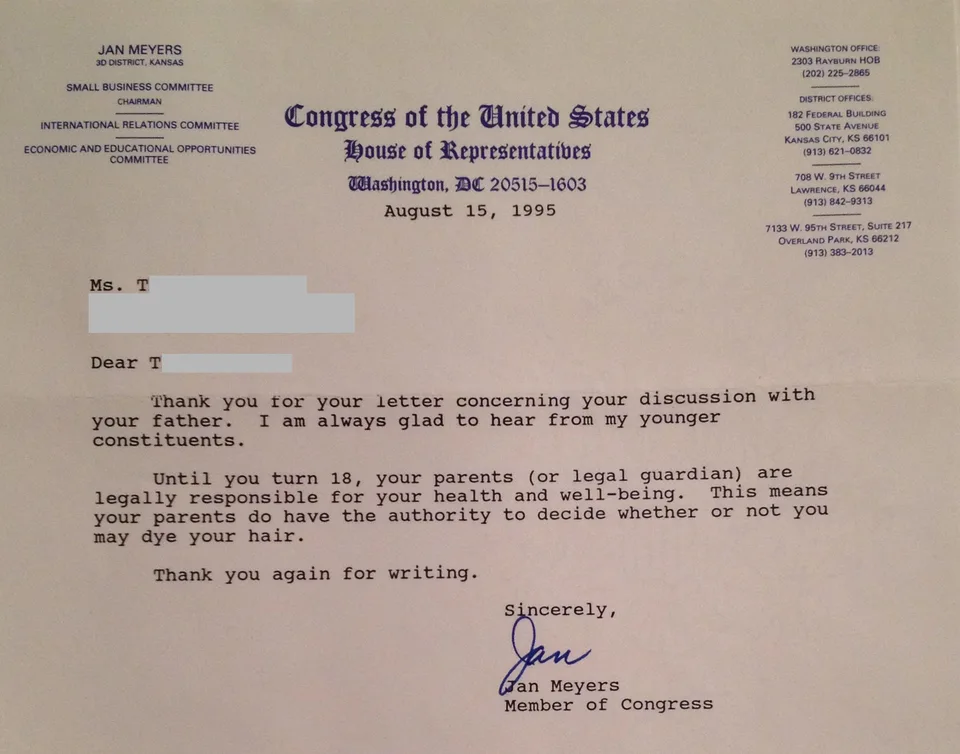 JAN MEYERS
3D DISTRICT, KANSAS
SMALL BUSINESS COMMITTEE
CHAIRMAN
INTERNATIONAL RELATIONS COMMITTEE
ECONOMIC AND EDUCATIONAL OPPORTUNITIES
COMMITTEE
Congress of the United States
House of Representatives
Washington, DC 20515–1603
August 15, 1995
WASHINGTON OFFICE:
2303 RAYBURN HOB
(202) 225–2865
DISTRICT OFFICES:
182 FEDERAL BUILDING
500 STATE AVENUE
KANSAS CITY, KS 66101
(913) 621–0832
708 W. 9TH STREET
LAWRENCE, KS 66044
(913) 842–9313
7133 W. 95TH STREET, SUITE 217
OVERLAND PARK, KS 66212
(913) 383–2013
Ms. T
Dear T
Thank you for your letter concerning your discussion with
your father.  I am always glad to hear from my younger
constituents.
Until you turn 18, your parents (or legal guardian) are
legally responsible for your health and well-being.  This means
your parents do have the authority to decide whether or not you
may dye your hair.
Thank you again for writing.
Sincerely,
Jan
Jan Meyers
Member of Congress